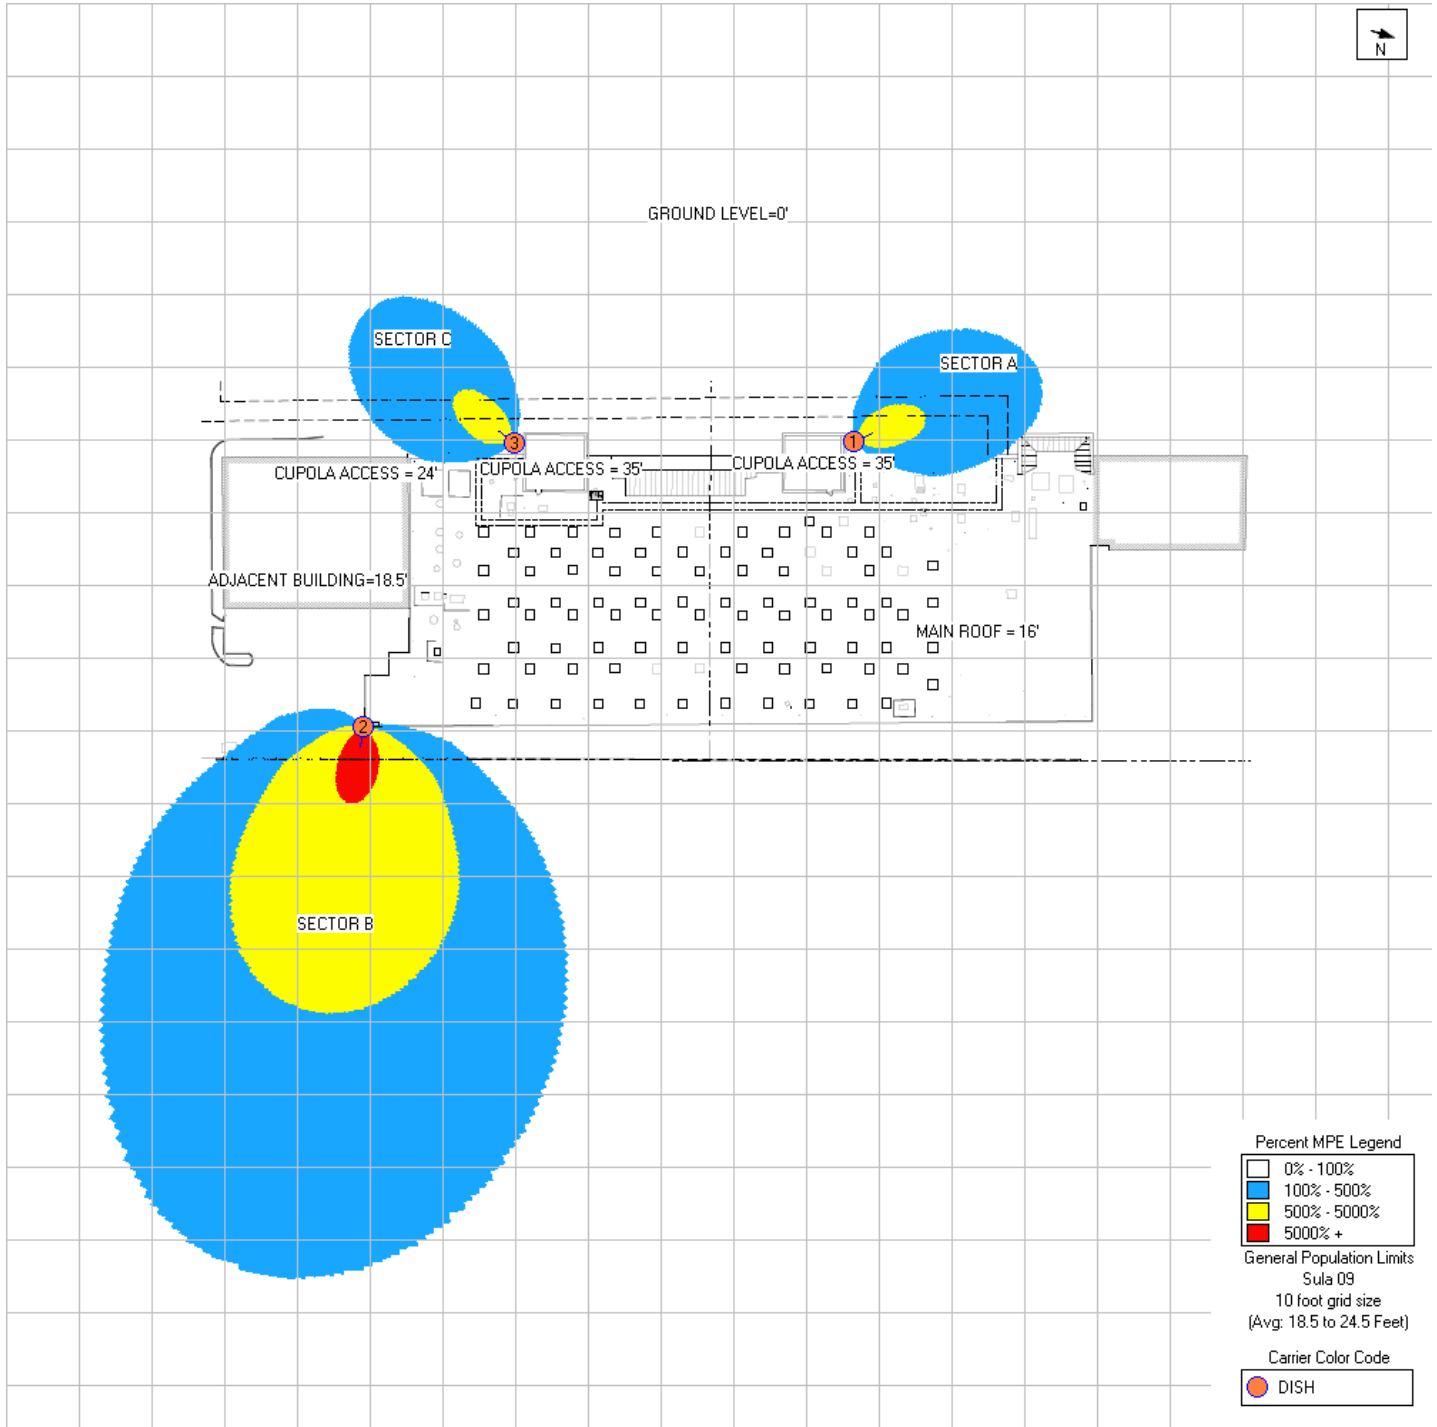 N
GROUND LEVEL=0'
SECTOR C
SECTOR A
3
1
CUPOLA ACCESS = 24'
CUPOLA ACCESS = 35'
CUPOLA ACCESS = 35'
ADJACENT BUILDING=18.5'
MAIN ROOF = 16'
2
SECTOR B
Percent MPE Legend
0% - 100%
100% - 500%
500% - 5000%
5000% +
General Population Limits
Sula 09
10 foot grid size
(Avg: 18.5 to 24.5 Feet)
Carrier Color Code
DISH